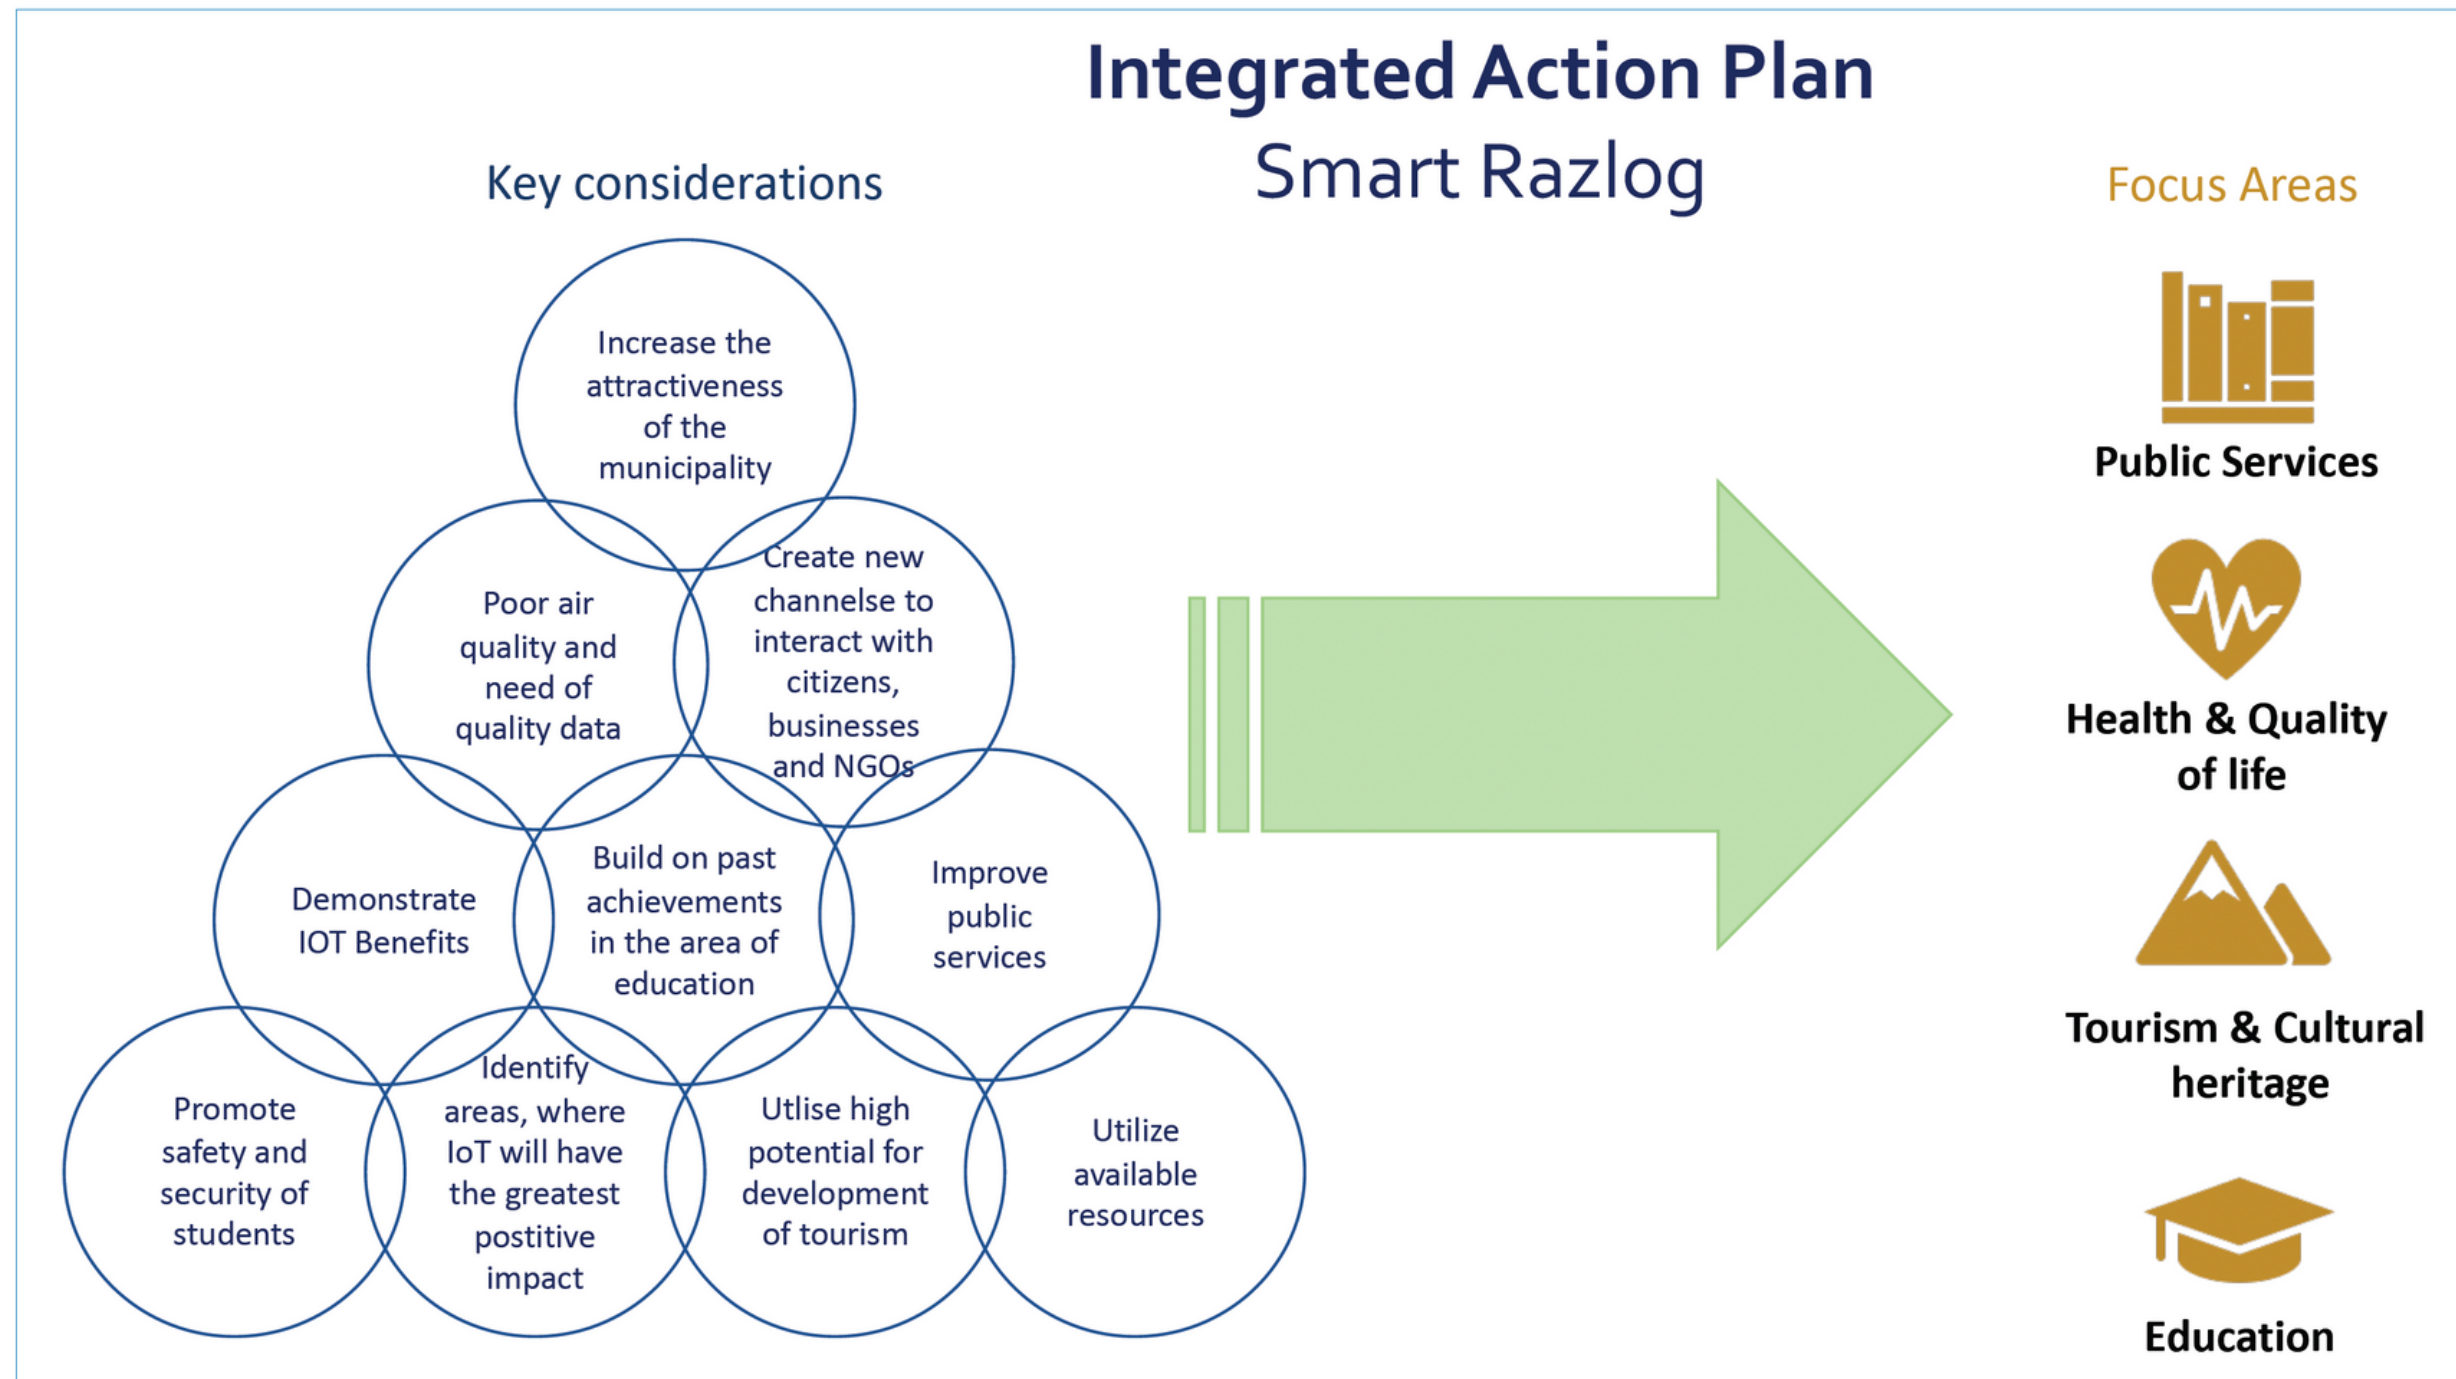 Integrated Action Plan
Smart Razlog
Key considerations
Increase the
attractiveness
of the
municipality
Poor air
quality and
need of
quality data
Create new
channelse to
interact with
citizens,
businesses
and NGOs
Demonstrate
IOT Benefits
Build on past
achievements
in the area of
education
Improve
public
services
Promote
safety and
security of
students
Identify
areas, where
IoT will have
the greatest
postitive
impact
Utlise high
potential for
development
of tourism
Utilize
available
resources
Focus Areas
Public Services
Health & Quality
of life
Tourism & Cultural
heritage
Education